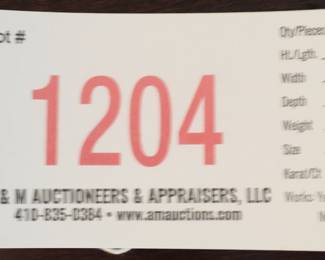 ot #
1204
& M AUCTIONEERS & APPRAISERS, LLC
410-835-0384 • www.amauctions.com
Qty/Pieces
Ht./Lgth.
Width
Depth
Weight
Size
Karat/Ct
Works: Y
N